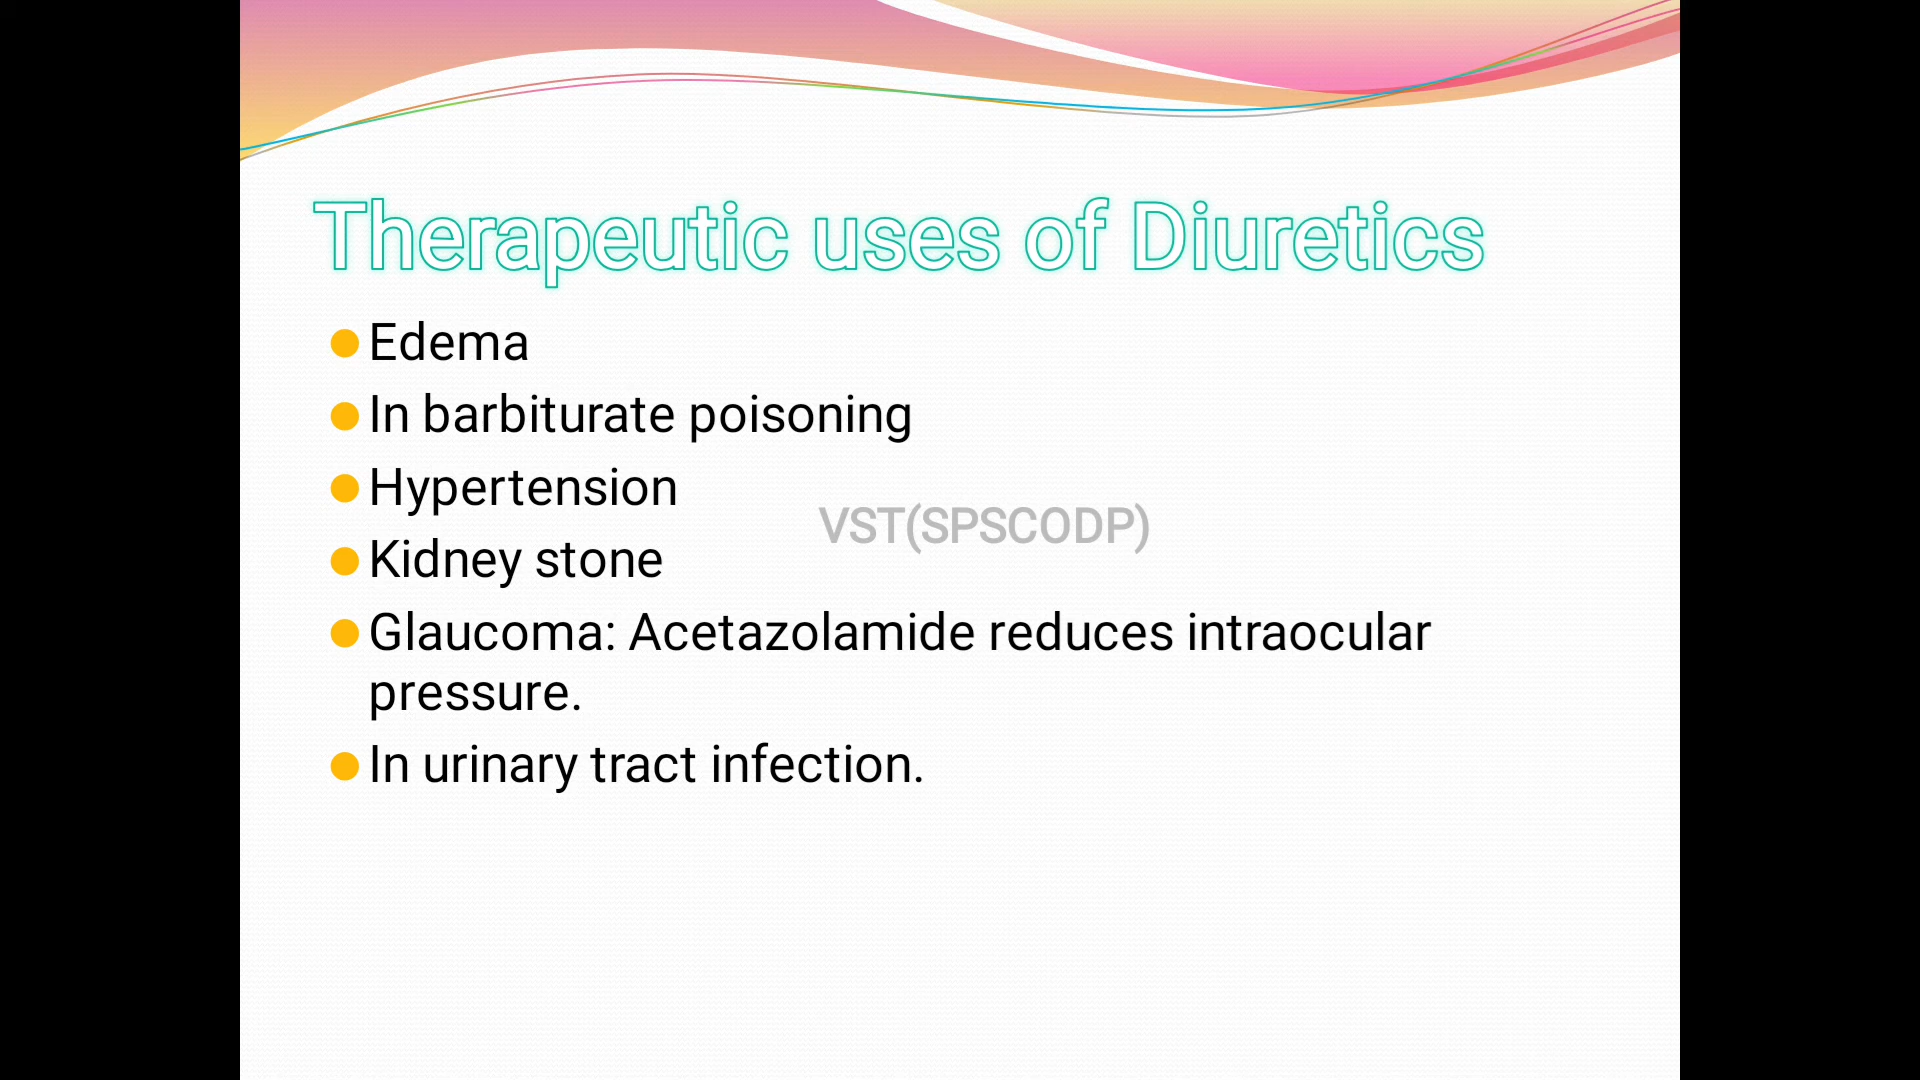 Therapeutic uses of Diuretics
Edema
In barbiturate poisoning
Hypertension
VST(SPSCODP)
Kidney stone
Glaucoma: Acetazolamide reduces intraocular
pressure.
In urinary tract infection.